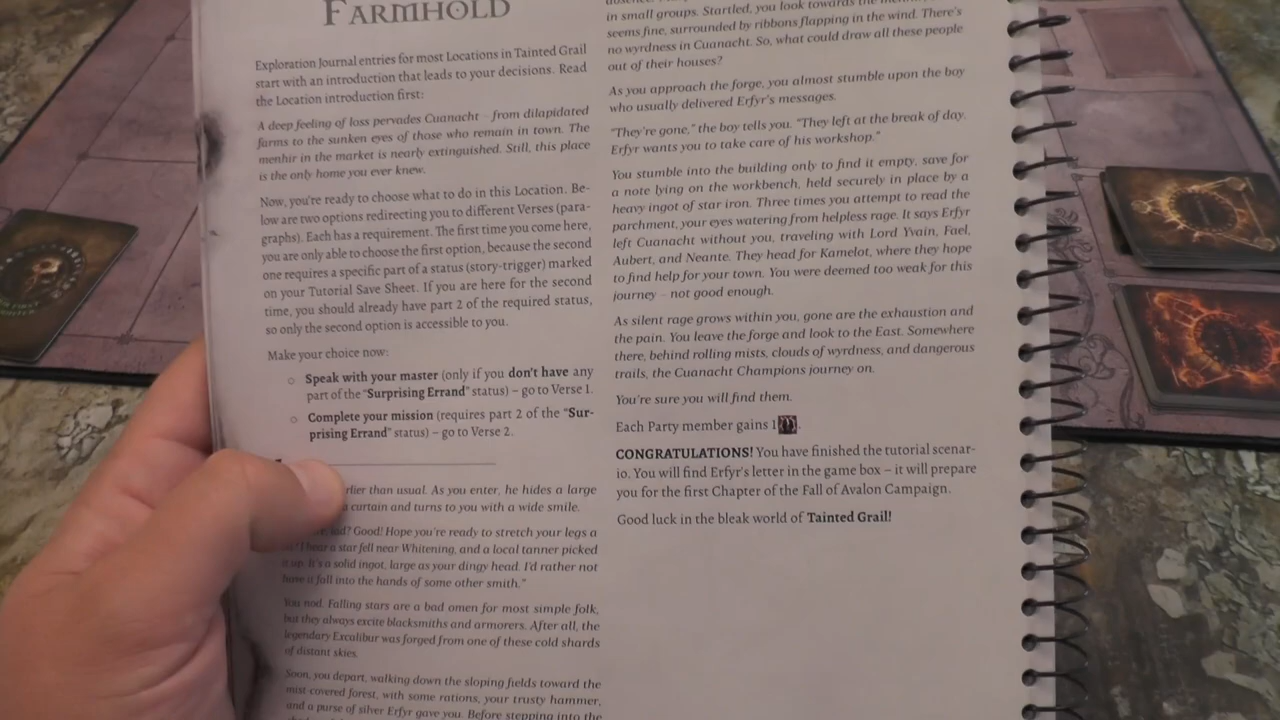 FARMHOLD
Exploration Journal entries for most Locations in Tainted Grail
start with an introduction that leads to your decisions. Read
the Location introduction first:
A deep feeling of loss pervades Cuanacht – from dilapidated
farms to the sunken eyes of those who remain in town. The
menhir in the market is nearly extinguished. Still, this place
is the only home you ever knew.
Now, you're ready to choose what to do in this Location. Be-
low are two options redirecting you to different Verses (para-
graphs). Each has a requirement. The first time you come here,
you are only able to choose the first option, because the second
one requires a specific part of a status (story-trigger) marked
on your Tutorial Save Sheet. If you are here for the second
time, you should already have part 2 of the required status,
so only the second option is accessible to you.
Make your choice now:
○ Speak with your master (only if you don't have any
part of the "Surprising Errand" status) – go to Verse 1.
○ Complete your mission (requires part 2 of the "Sur-
prising Errand" status) – go to Verse 2.
rlier than usual. As you enter, he hides a large
a curtain and turns to you with a wide smile.
lad? Good! Hope you're ready to stretch your legs a
I hear a star fell near Whitening, and a local tanner picked
it up. It's a solid ingot, large as your dingy head. I'd rather not
have it fall into the hands of some other smith."
You nod. Falling stars are a bad omen for most simple folk,
but they always excite blacksmiths and armorers. After all, the
legendary Excalibur was forged from one of these cold shards
of distant skies.
Soon, you depart, walking down the sloping fields toward the
mist-covered forest, with some rations, your trusty hammer,
and a purse of silver Erfyr gave you. Before stepping into the
in small groups. Startled, you look towards the
seems fine, surrounded by ribbons flapping in the wind. There's
no wyrdness in Cuanacht. So, what could draw all these people
out of their houses?
As you approach the forge, you almost stumble upon the boy
who usually delivered Erfyr's messages.
"They're gone," the boy tells you. "They left at the break of day.
Erfyr wants you to take care of his workshop."
You stumble into the building only to find it empty, save for
a note lying on the workbench, held securely in place by a
heavy ingot of star iron. Three times you attempt to read the
parchment, your eyes watering from helpless rage. It says Erfyr
left Cuanacht without you, traveling with Lord Yvain, Fael,
Aubert, and Neante. They head for Kamelot, where they hope
to find help for your town. You were deemed too weak for this
journey – not good enough.
As silent rage grows within you, gone are the exhaustion and
the pain. You leave the forge and look to the East. Somewhere
there, behind rolling mists, clouds of wyrdness, and dangerous
trails, the Cuanacht Champions journey on.
You're sure you will find them.
Each Party member gains 1 .
CONGRATULATIONS! You have finished the tutorial scenar-
io. You will find Erfyr's letter in the game box – it will prepare
you for the first Chapter of the Fall of Avalon Campaign.
Good luck in the bleak world of Tainted Grail!